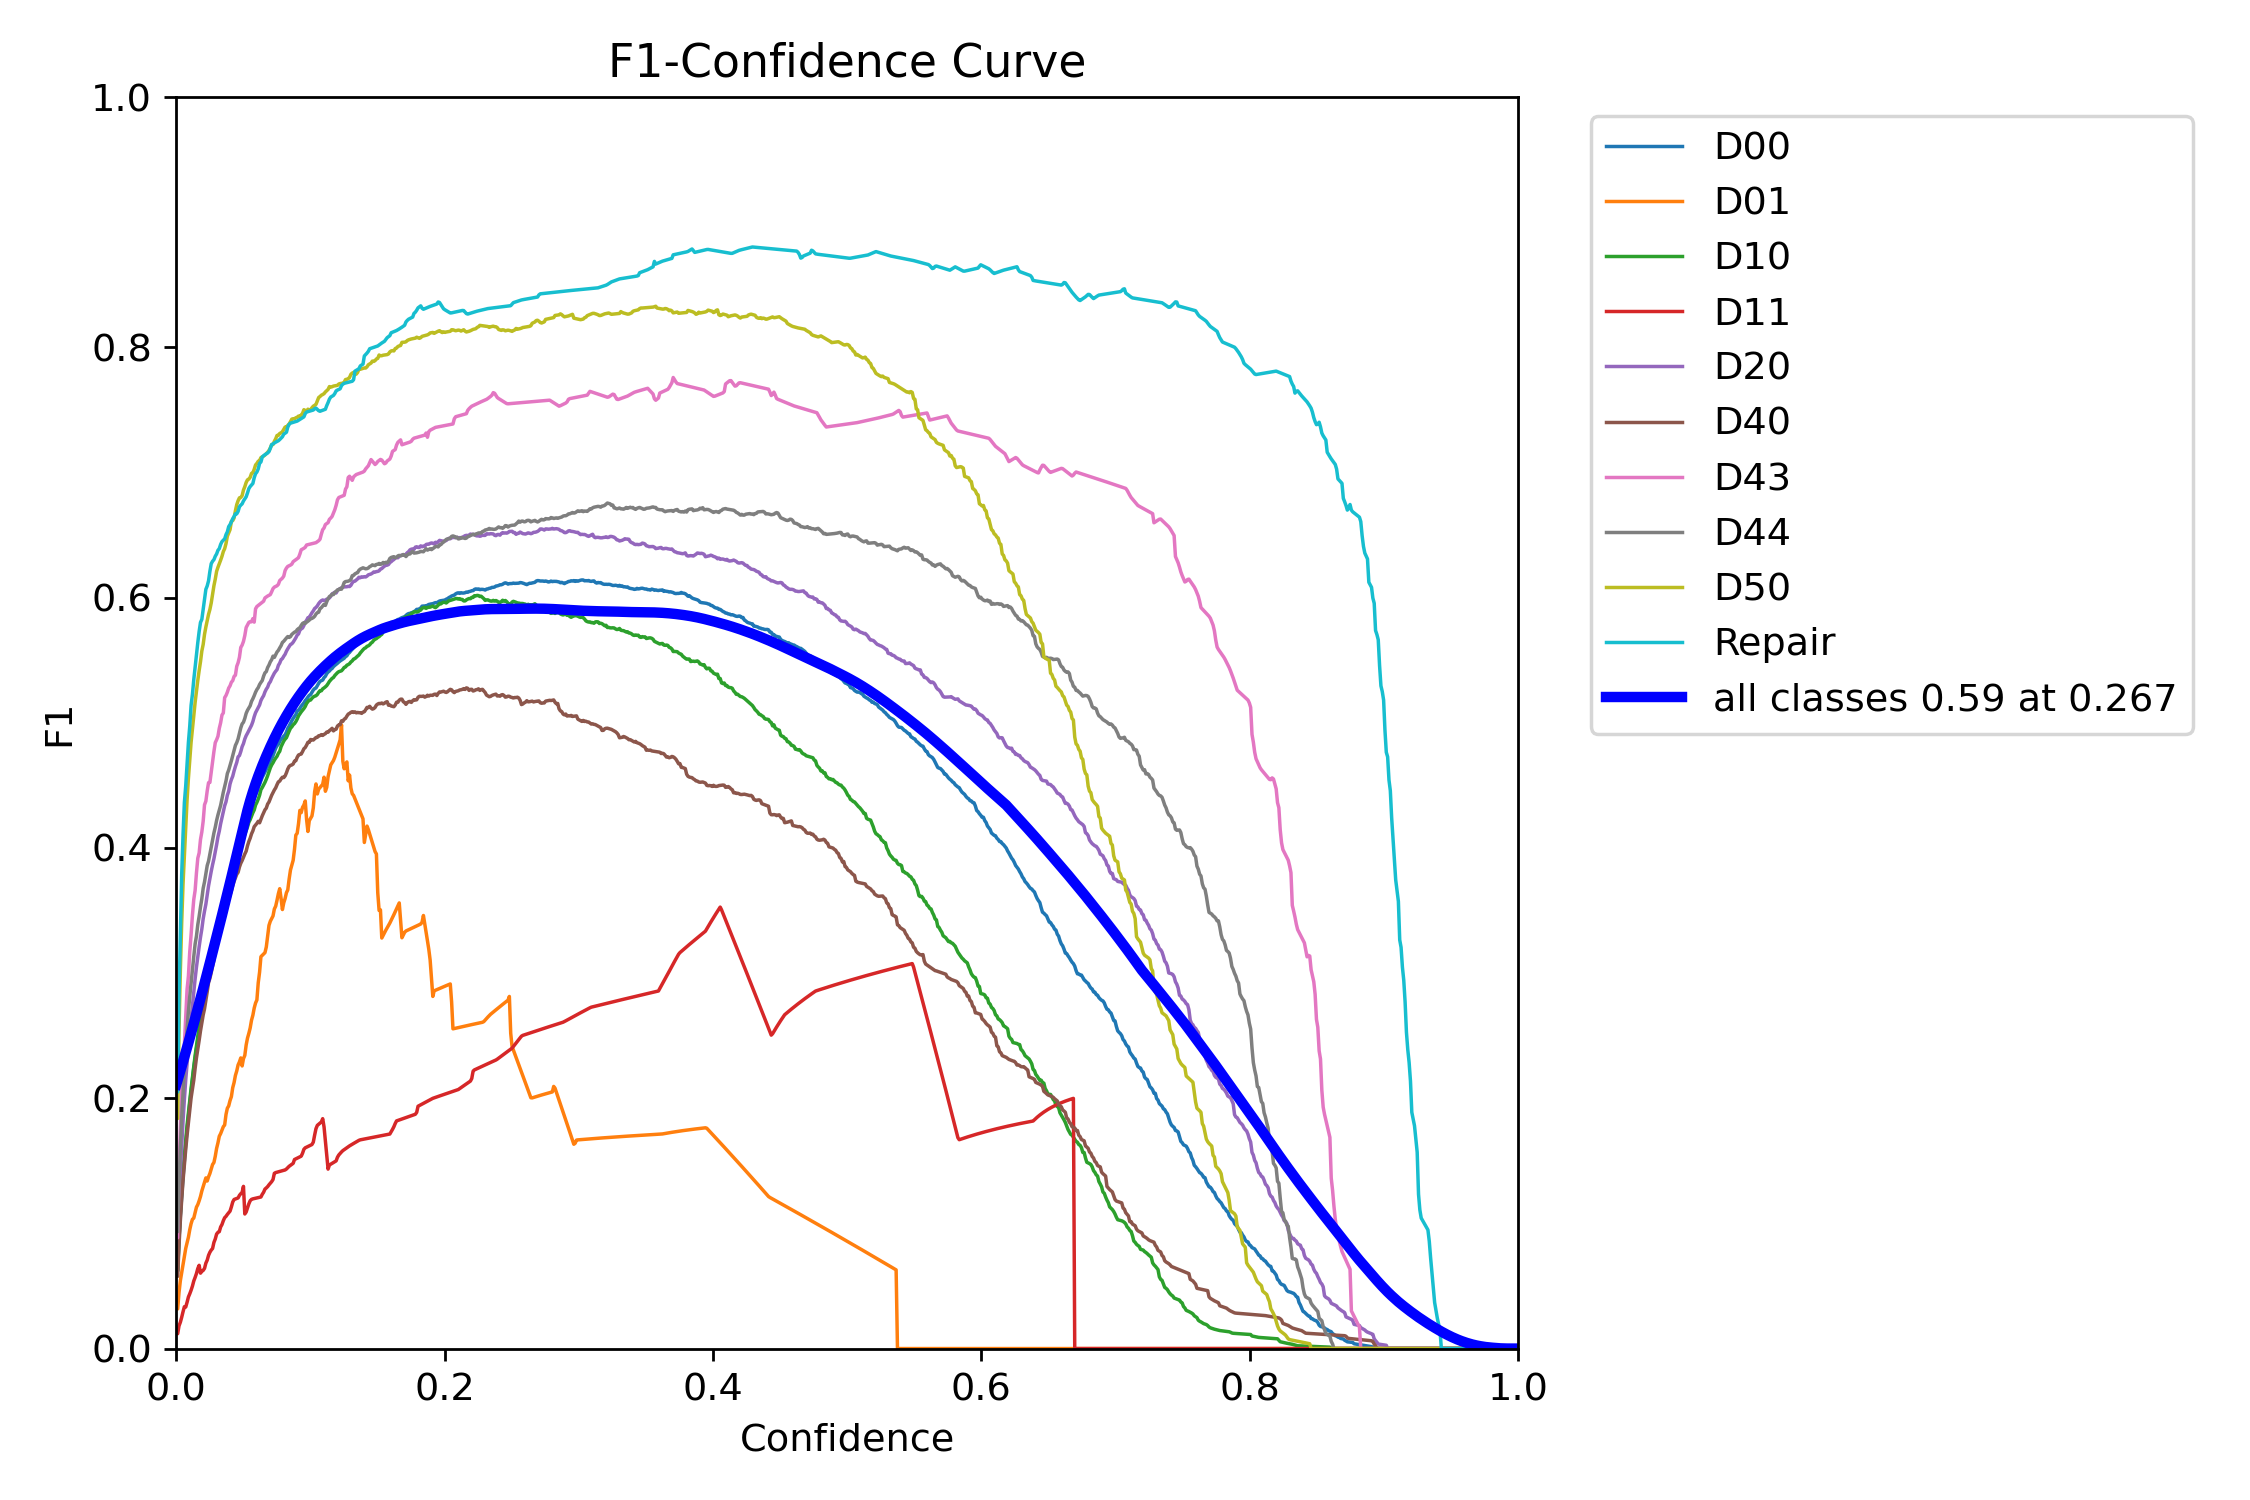 F1-Confidence Curve
1.0
0.8
0.6
0.4
0.2
0.0
F1
0.0 0.2 0.4 0.6 0.8 1.0
Confidence
D00
D01
D10
D11
D20
D40
D43
D44
D50
Repair
all classes 0.59 at 0.267